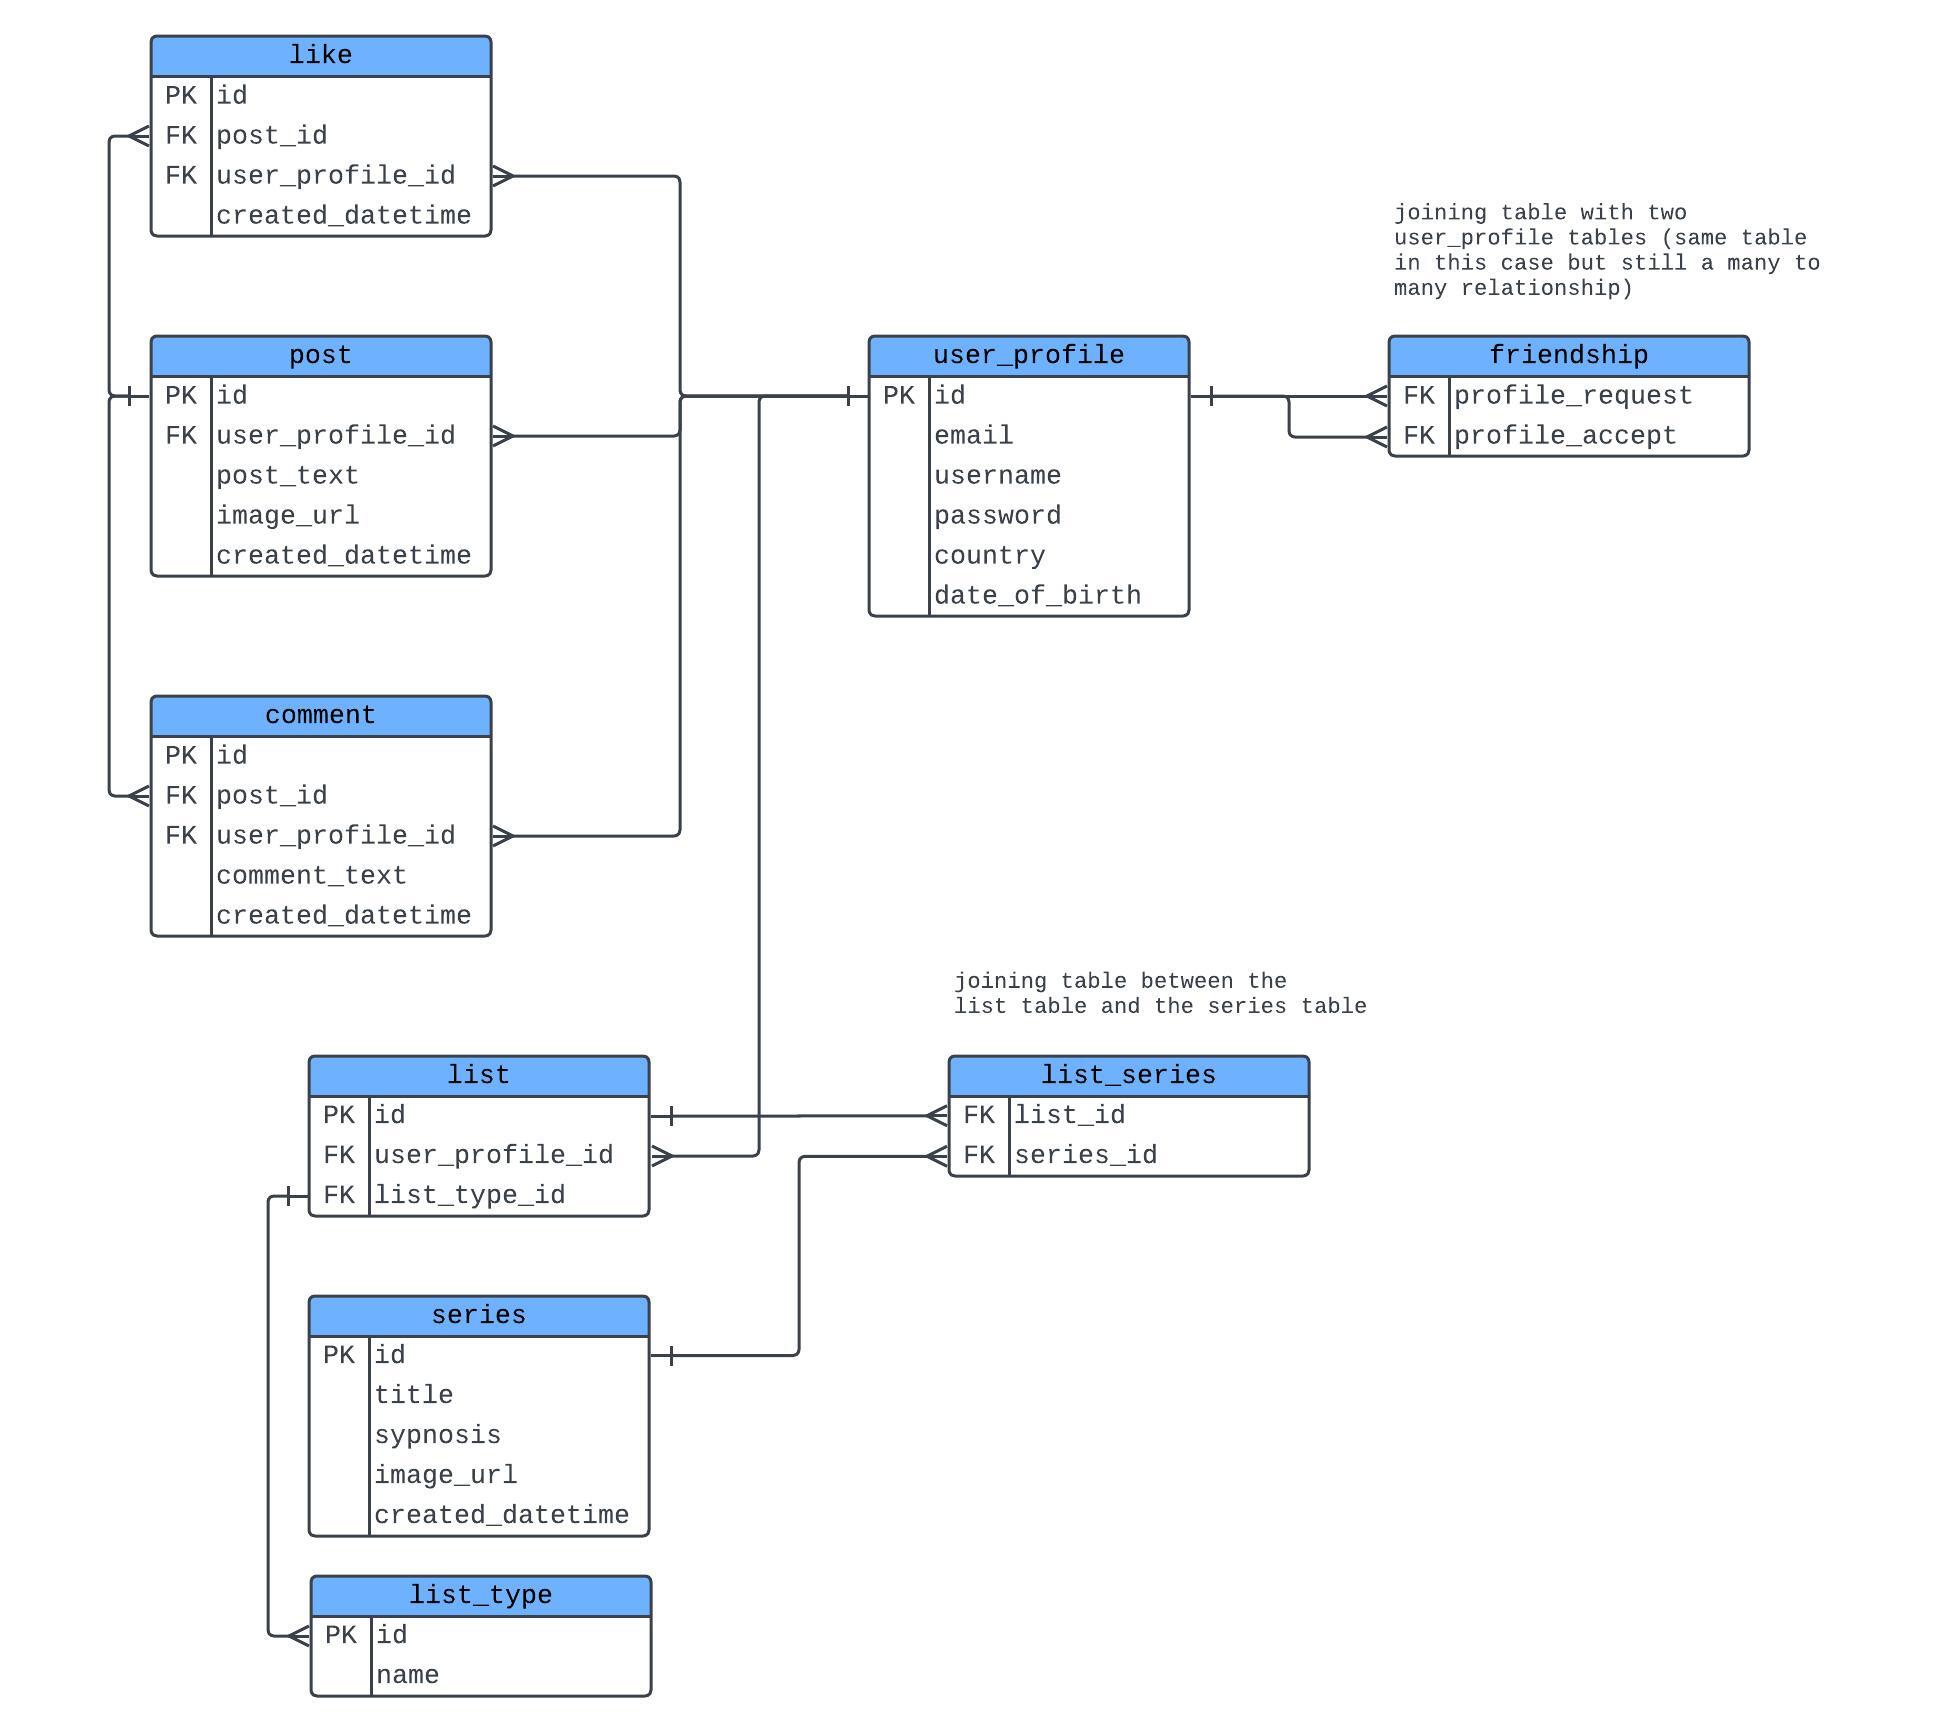 like
PK id
FK post_id
FK user_profile_id
created_datetime
joining table with two
user_profile tables (same table
in this case but still a many to
many relationship)
post
PK id
FK user_profile_id
post_text
image_url
created_datetime
user_profile
PK id
email
username
password
country
date_of_birth
friendship
FK profile_request
FK profile_accept
comment
PK id
FK post_id
FK user_profile_id
comment_text
created_datetime
joining table between the
list table and the series table
list
PK id
FK user_profile_id
FK list_type_id
list_series
FK list_id
FK series_id
series
PK id
title
sypnosis
image_url
created_datetime
list_type
PK id
name